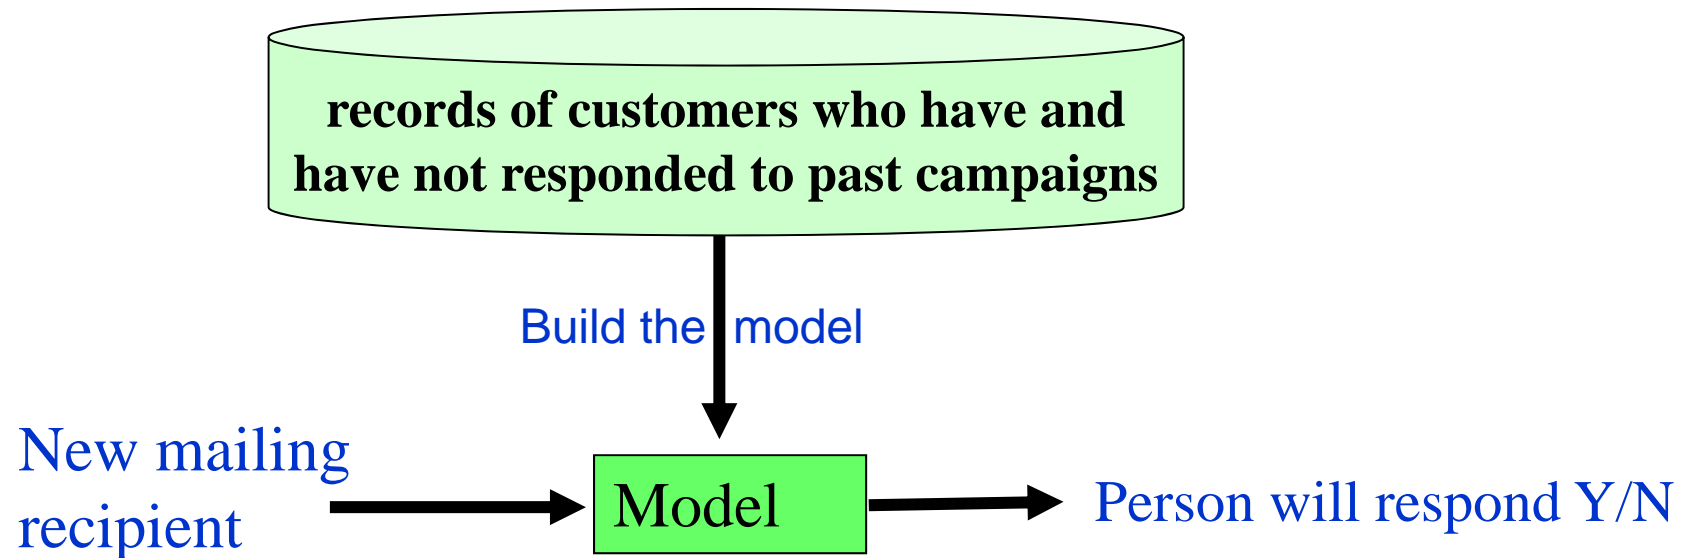 records of customers who have and
have not responded to past campaigns
Build the model
New mailing
recipient
Model
Person will respond Y/N